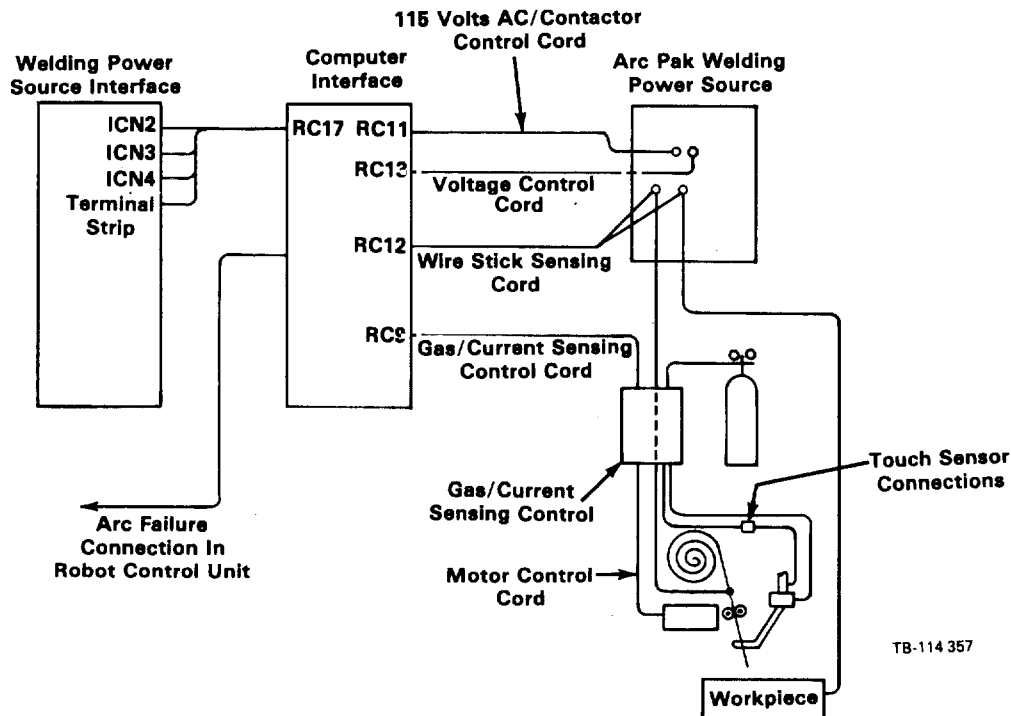 115 Volts AC/Contactor
Control Cord
Welding Power
Source Interface
Computer
Interface
Arc Pak Welding
Power Source
ICN2
ICN3
ICN4
Terminal
Strip
RC17 RC11
RC13
Voltage Control
Cord
RC12
Wire Stick Sensing
Cord
RC9
Gas/Current Sensing
Control Cord
Touch Sensor
Connections
Gas/Current
Sensing Control
Arc Failure
Connection In
Robot Control Unit
Motor Control
Cord
TB-114 357
Workpiece